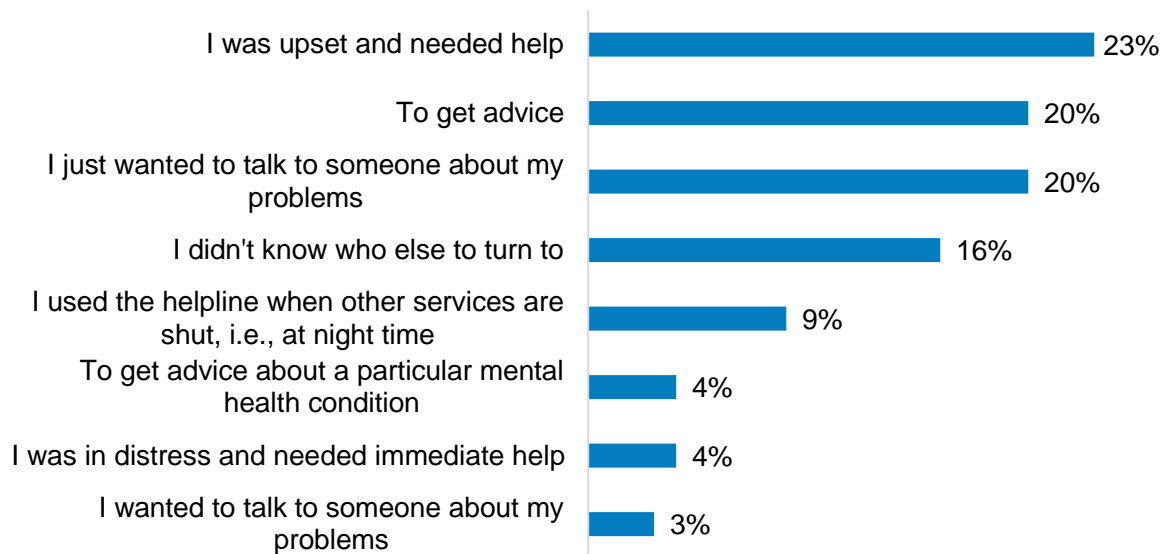 I was upset and needed help
23%
To get advice
20%
I just wanted to talk to someone about my
problems
20%
I didn't know who else to turn to
16%
I used the helpline when other services are
shut, i.e., at night time
9%
To get advice about a particular mental
health condition
4%
I was in distress and needed immediate help
4%
I wanted to talk to someone about my
problems
3%